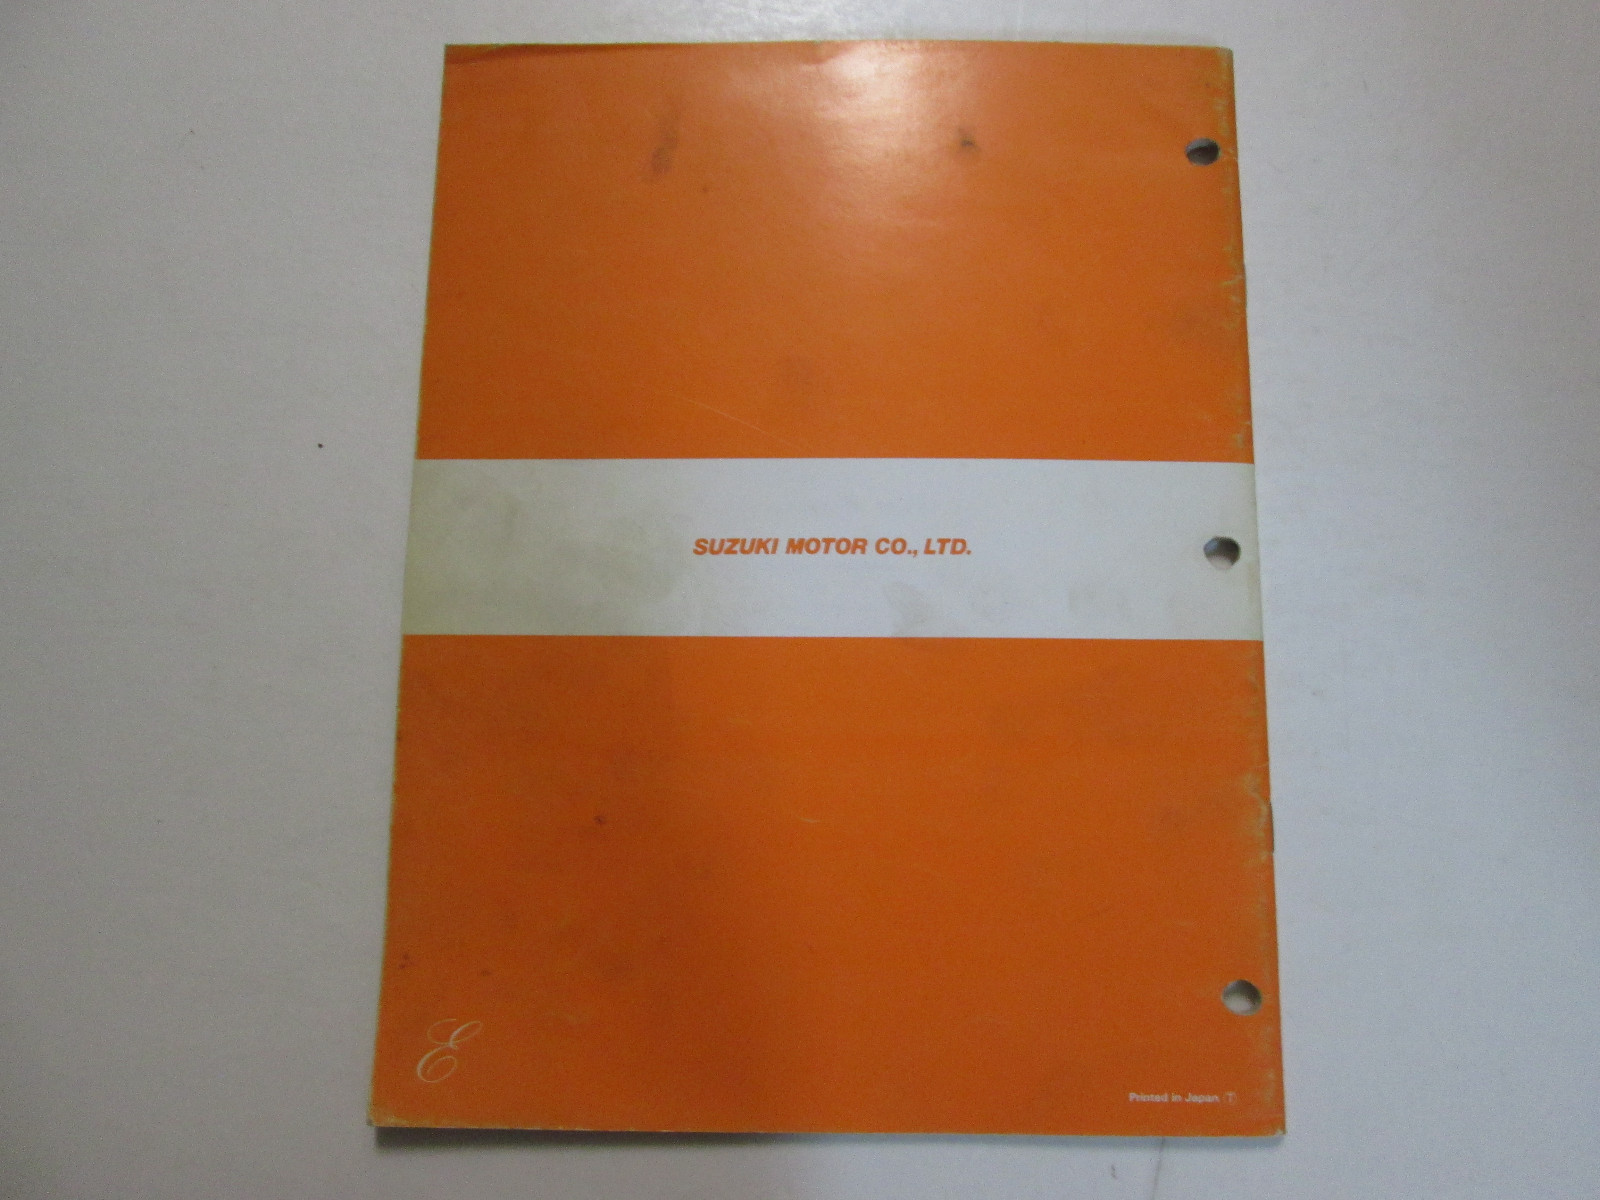 SUZUKI MOTOR CO., LTD.
E
Printed in Japan